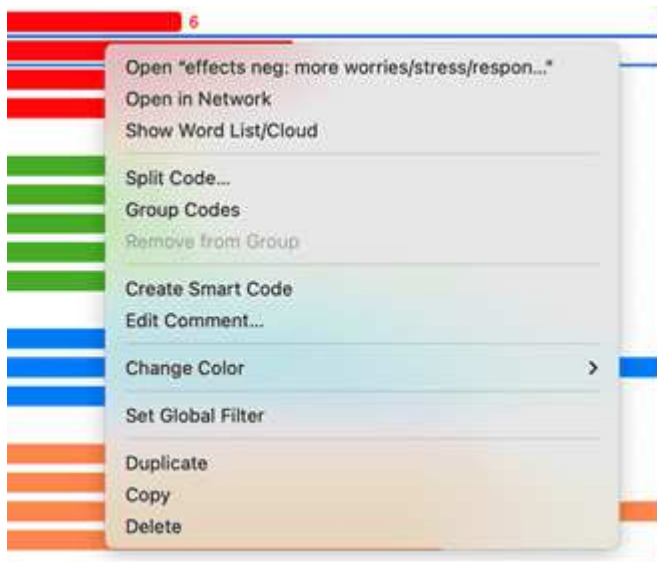 6
Open "effects neg: more worries/stress/respon..."
Open in Network
Show Word List/Cloud
Split Code...
Group Codes
Remove from Group
Create Smart Code
Edit Comment...
Change Color
Set Global Filter
Duplicate
Copy
Delete